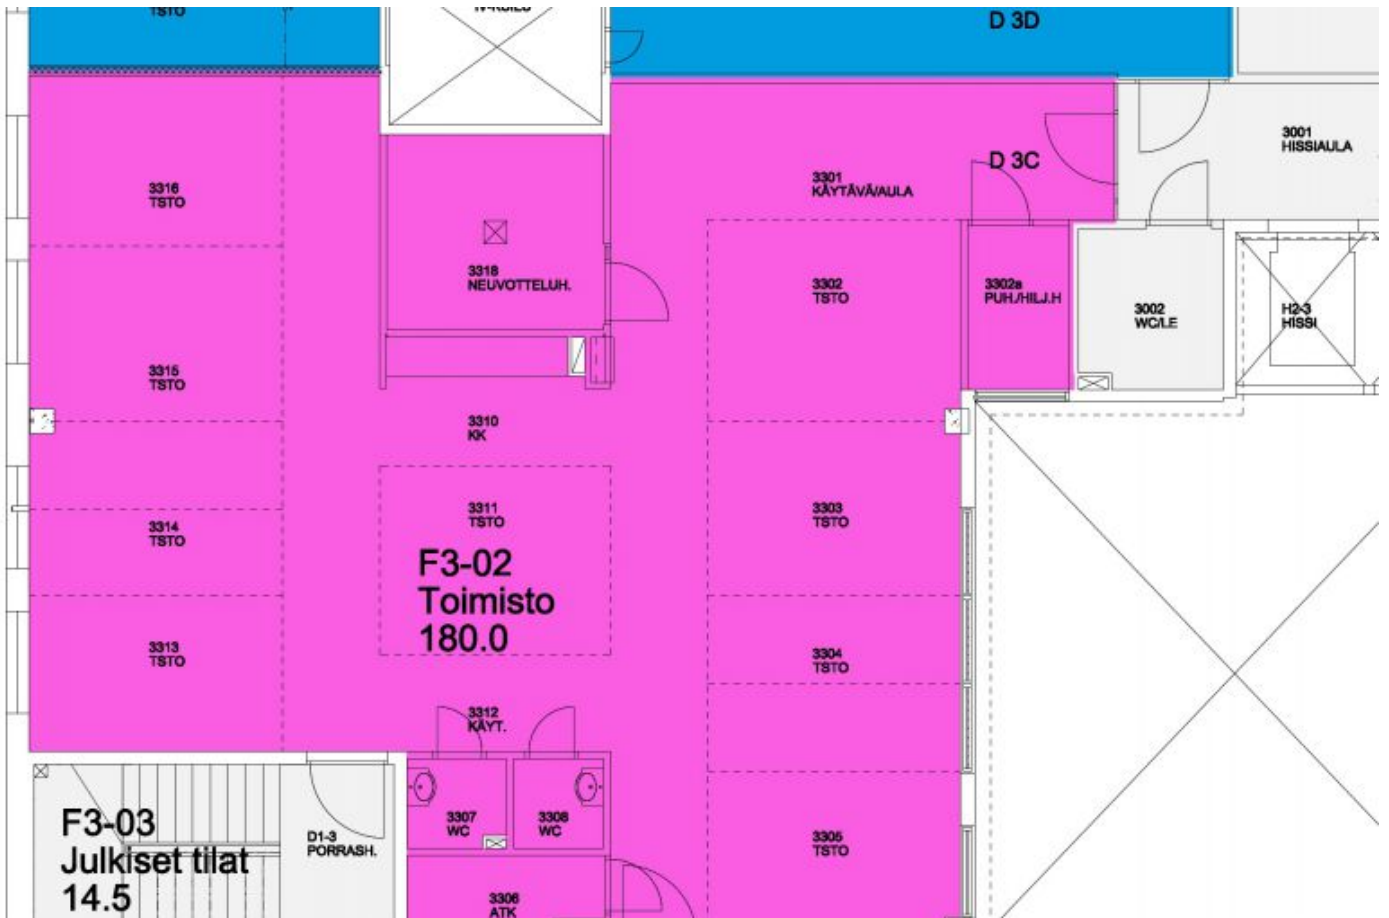 TSTO
IV-KUILU
D 3D
3001
HISSIAULA
D 3C
3301
KÄYTÄVÄ/AULA
3316
TSTO
3318
NEUVOTTELUH.
3302
TSTO
3302a
PUH./HILJ.H
3002
WC/LE
H2-3
HISSI
3315
TSTO
3310
KK
3311
TSTO
3303
TSTO
3314
TSTO
F3-02
Toimisto
180.0
3313
TSTO
3304
TSTO
3312
KÄYT.
3307
WC
3308
WC
F3-03
Julkiset tilat
14.5
D1-3
PORRASH.
3305
TSTO
3306
ATK